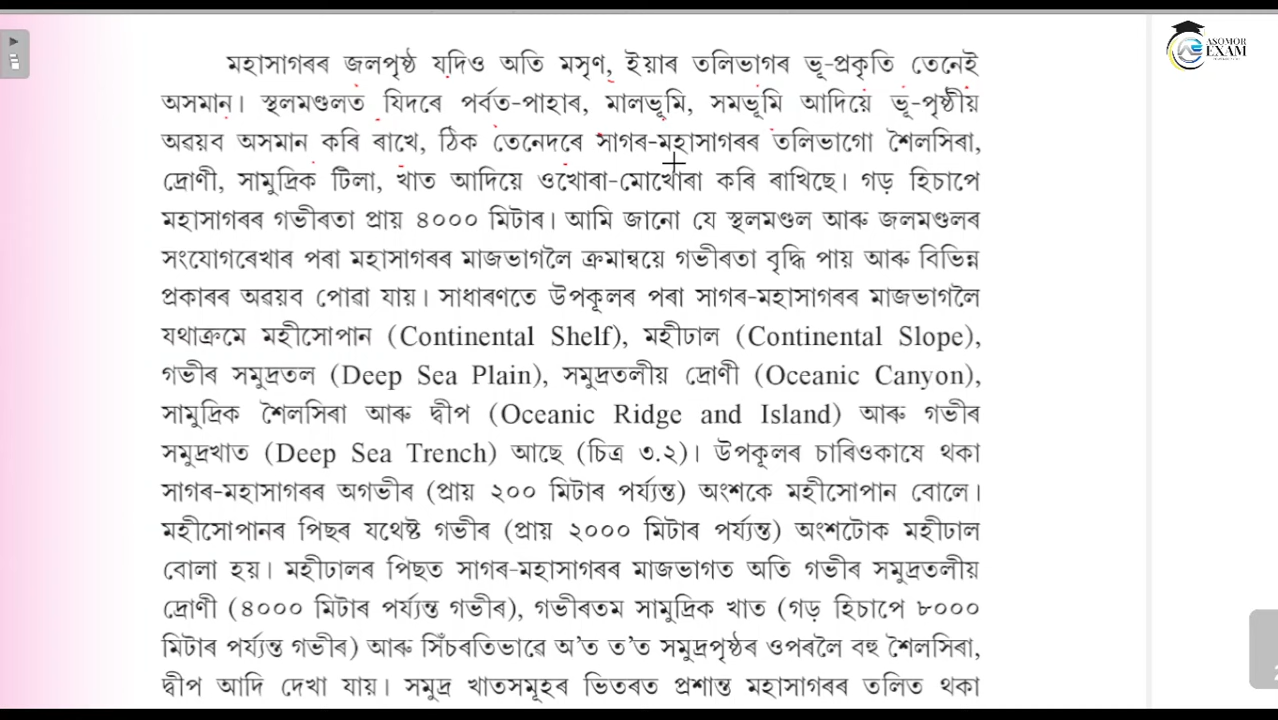 ASOMOR
EXAM
মহাসাগৰৰ জলপৃষ্ঠ যদিও অতি মসৃণ, ইয়াৰ তলিভাগৰ ভূ-প্ৰকৃতি তেনেই
অসমান। স্থলমণ্ডলত যিদৰে পৰ্বত-পাহাৰ, মালভূমি, সমভূমি আদিয়ে ভূ-পৃষ্ঠীয়
অৱয়ব অসমান কৰি ৰাখে, ঠিক তেনেদৰে সাগৰ-মহাসাগৰৰ তলিভাগো শৈলসিৰা,
দ্ৰোণী, সামুদ্ৰিক টিলা, খাত আদিয়ে ওখোৰা-মোখোৰা কৰি ৰাখিছে। গড় হিচাপে
মহাসাগৰৰ গভীৰতা প্ৰায় ৪০০০ মিটাৰ। আমি জানো যে স্থলমণ্ডল আৰু জলমণ্ডলৰ
সংযোগৰেখাৰ পৰা মহাসাগৰৰ মাজভাগলৈ ক্ৰমান্বয়ে গভীৰতা বৃদ্ধি পায় আৰু বিভিন্ন
প্ৰকাৰৰ অৱয়ব পোৱা যায়। সাধাৰণতে উপকূলৰ পৰা সাগৰ-মহাসাগৰৰ মাজভাগলৈ
যথাক্ৰমে মহীসোপান (Continental Shelf), মহীঢাল (Continental Slope),
গভীৰ সমুদ্ৰতল (Deep Sea Plain), সমুদ্ৰতলীয় দ্ৰোণী (Oceanic Canyon),
সামুদ্ৰিক শৈলসিৰা আৰু দ্বীপ (Oceanic Ridge and Island) আৰু গভীৰ
সমুদ্ৰখাত (Deep Sea Trench) আছে (চিত্ৰ ৩.২)। উপকূলৰ চাৰিওকাষে থকা
সাগৰ-মহাসাগৰৰ অগভীৰ (প্ৰায় ২০০ মিটাৰ পৰ্য্যন্ত) অংশকে মহীসোপান বোলে।
মহীসোপানৰ পিছৰ যথেষ্ট গভীৰ (প্ৰায় ২০০০ মিটাৰ পৰ্য্যন্ত) অংশটোক মহীঢাল
বোলা হয়। মহীঢালৰ পিছত সাগৰ-মহাসাগৰৰ মাজভাগত অতি গভীৰ সমুদ্ৰতলীয়
দ্ৰোণী (৪০০০ মিটাৰ পৰ্য্যন্ত গভীৰ), গভীৰতম সামুদ্ৰিক খাত (গড় হিচাপে ৮০০০
মিটাৰ পৰ্য্যন্ত গভীৰ) আৰু সিঁচৰতিভাৱে অ'ত ত'ত সমুদ্ৰপৃষ্ঠৰ ওপৰলৈ বহু শৈলসিৰা,
দ্বীপ আদি দেখা যায়। সমুদ্ৰ খাতসমূহৰ ভিতৰত প্ৰশান্ত মহাসাগৰৰ তলিত থকা